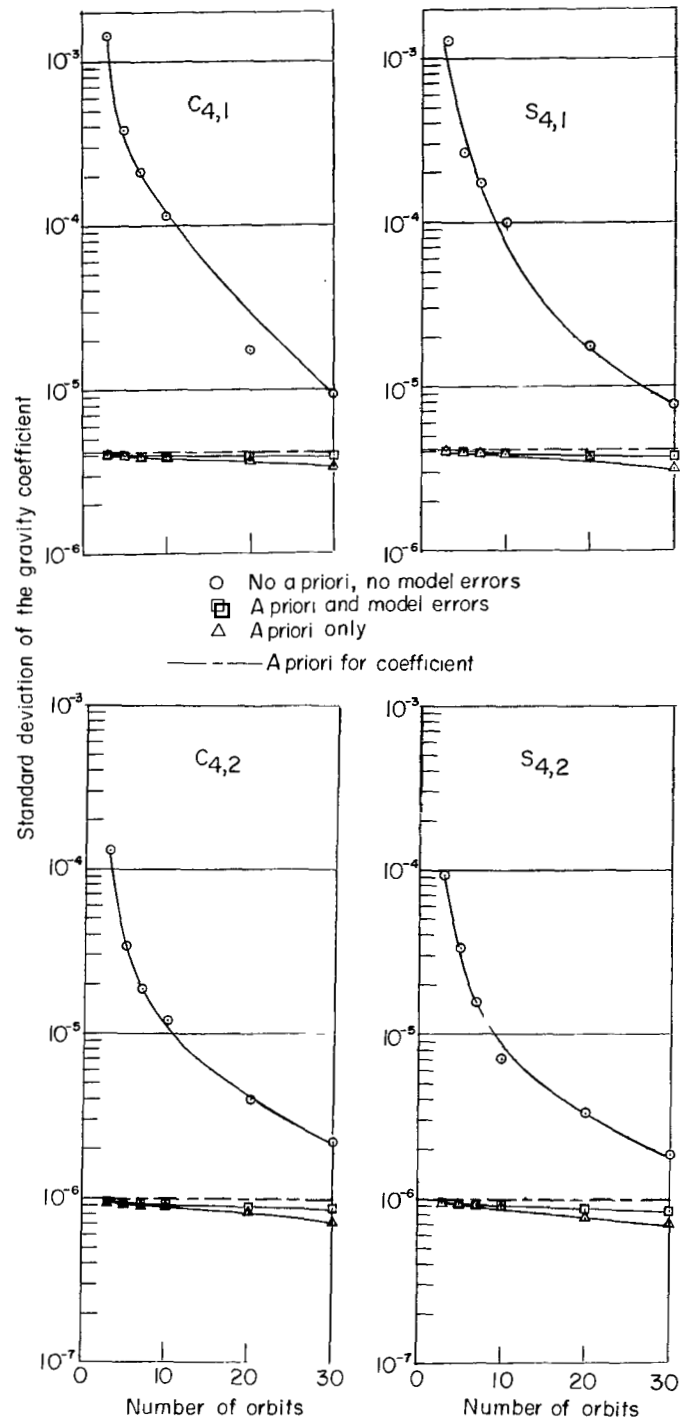 Standard deviation of the gravity coefficient
10⁻³
10⁻⁴
10⁻⁵
10⁻⁶
C₄,₁
10⁻³
10⁻⁴
10⁻⁵
10⁻⁶
S₄,₁
No a priori, no model errors
A priori and model errors
A priori only
A priori for coefficient
10⁻³
10⁻⁴
10⁻⁵
10⁻⁶
10⁻⁷
C₄,₂
0 10 20 30
Number of orbits
10⁻³
10⁻⁴
10⁻⁵
10⁻⁶
10⁻⁷
S₄,₂
0 10 20 30
Number of orbits